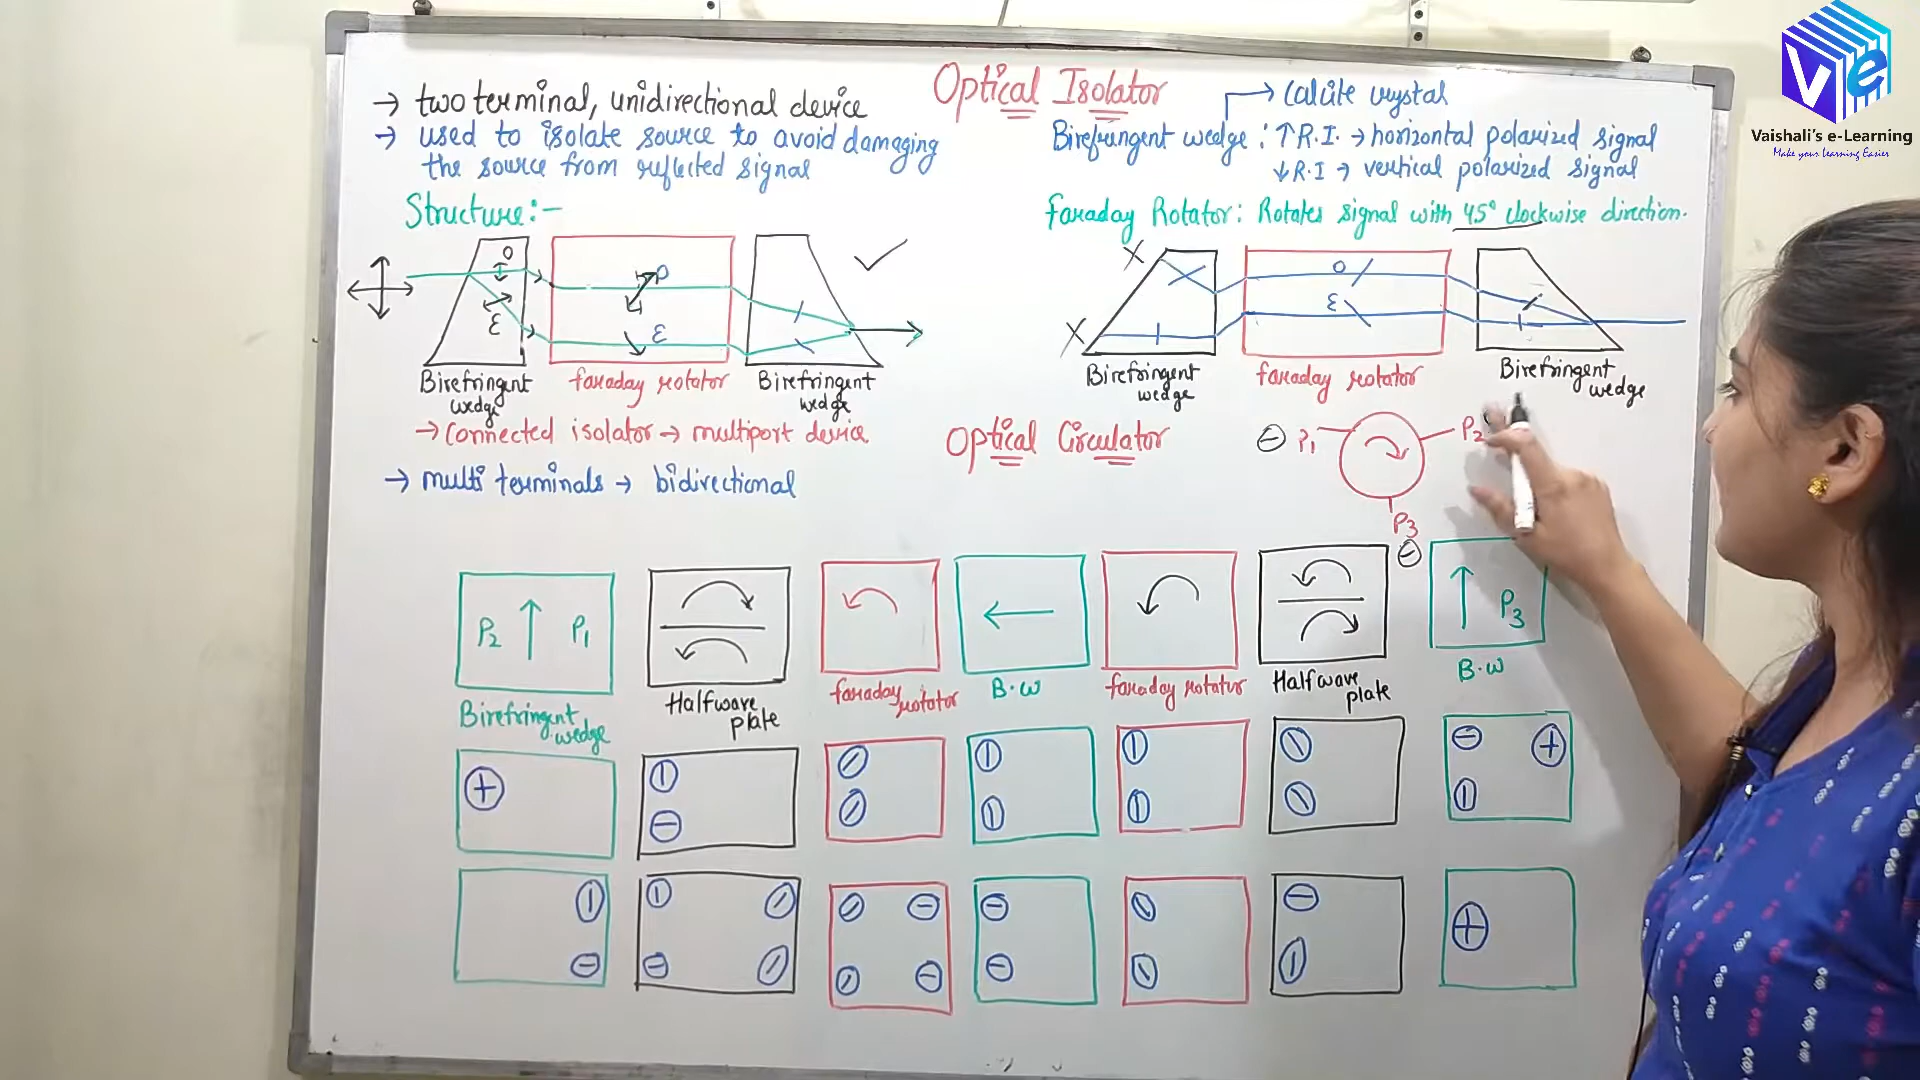 Optical Isolator
→ two terminal, unidirectional device
→ used to isolate source to avoid damaging
the source from reflected signal
Structure:-
O
P
ε
ε
Birefringent
wedge
faraday rotator
Birefringent
wedge
→ Calcite crystal
Birefringent wedge : ↑ R.I. → horizontal polarized signal
↓ R.I → vertical polarized signal
faraday Rotator: Rotates signal with 45° clockwise direction.
X
O
ε
X
Birefringent
wedge
faraday rotator
Birefringent
wedge
→ Connected isolator → multiport device
Optical Circulator
→ multi terminals → bidirectional
P1
P2
P3
P2 ↑ P1
Birefringent
wedge
Halfwave
plate
faraday
rotator
←
B.W
faraday rotator
Halfwave
plate
↑ P3
B.W
Ve
Vaishali's e-Learning
Make your Learning Easier